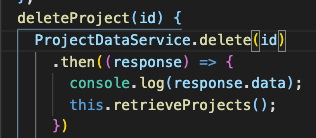 };
deleteProject(id) {
ProjectDataService.delete(id)
.then((response) => {
console.log(response.data);
this.retrieveProjects();
})